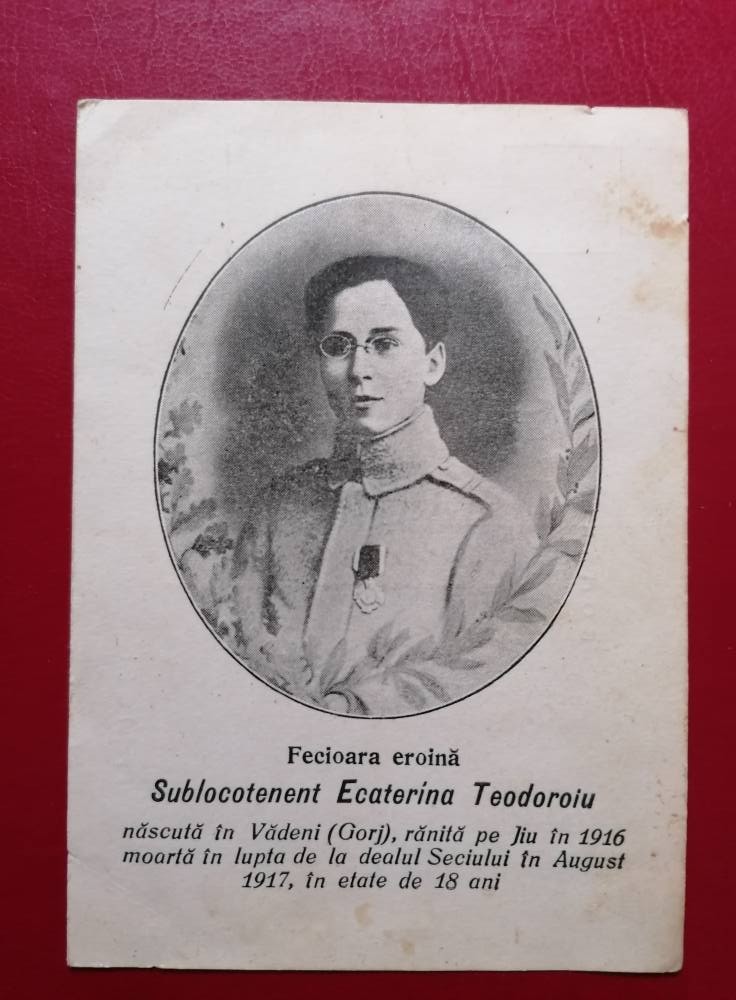 Fecioara eroină
Sublocotenent Ecaterina Teodoroiu
născută în Vădeni (Gorj), rănită pe Jiu în 1916
moartă în lupta de la dealul Seciului în August
1917, în etate de 18 ani